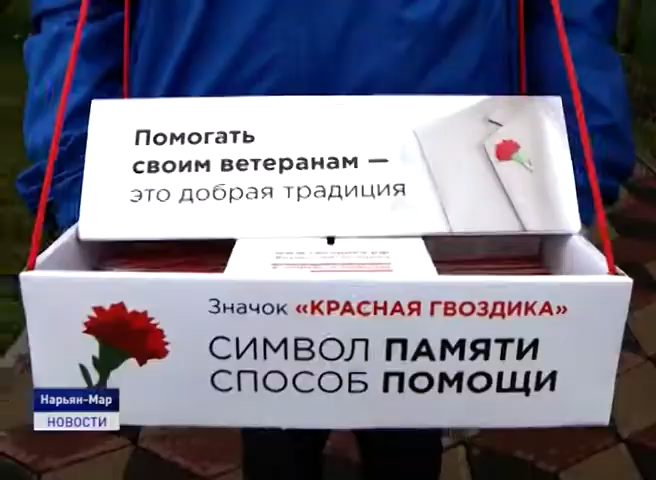 Помогать
своим ветеранам —
это добрая традиция
Значок «КРАСНАЯ ГВОЗДИКА»
СИМВОЛ ПАМЯТИ
СПОСОБ ПОМОЩИ
Нарьян-Мар
НОВОСТИ